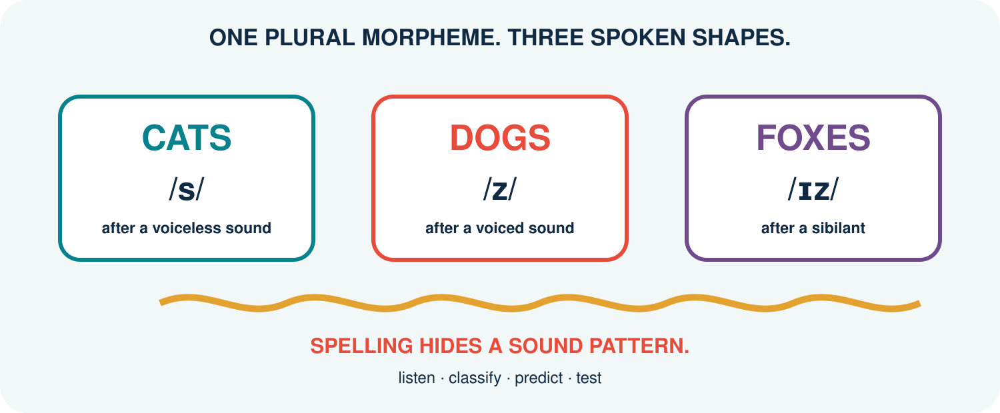 ONE PLURAL MORPHEME. THREE SPOKEN SHAPES.
CATS
/s/
after a voiceless sound
DOGS
/z/
after a voiced sound
FOXES
/ɪz/
after a sibilant
SPELLING HIDES A SOUND PATTERN.
listen · classify · predict · test